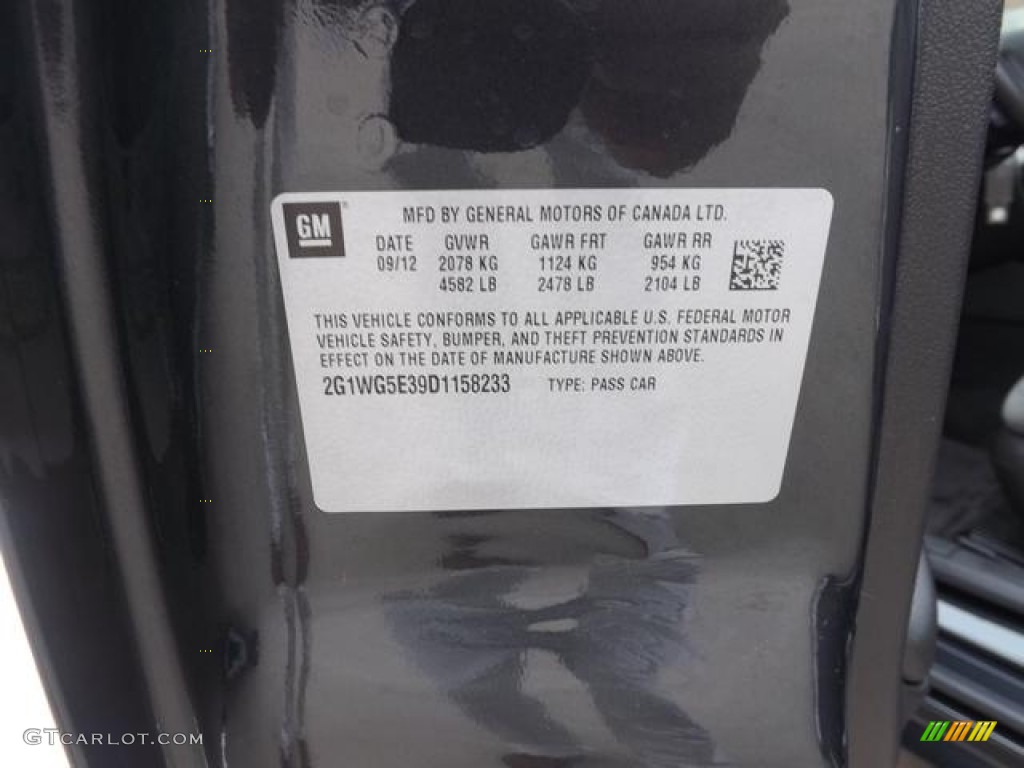 GM
MFD BY GENERAL MOTORS OF CANADA LTD.
DATE GVWR GAWR FRT GAWR RR
09/12 2078 KG 1124 KG 954 KG
4582 LB 2478 LB 2104 LB
THIS VEHICLE CONFORMS TO ALL APPLICABLE U.S. FEDERAL MOTOR
VEHICLE SAFETY, BUMPER, AND THEFT PREVENTION STANDARDS IN
EFFECT ON THE DATE OF MANUFACTURE SHOWN ABOVE.
2G1WG5E39D1158233 TYPE: PASS CAR
GTCARLOT.COM